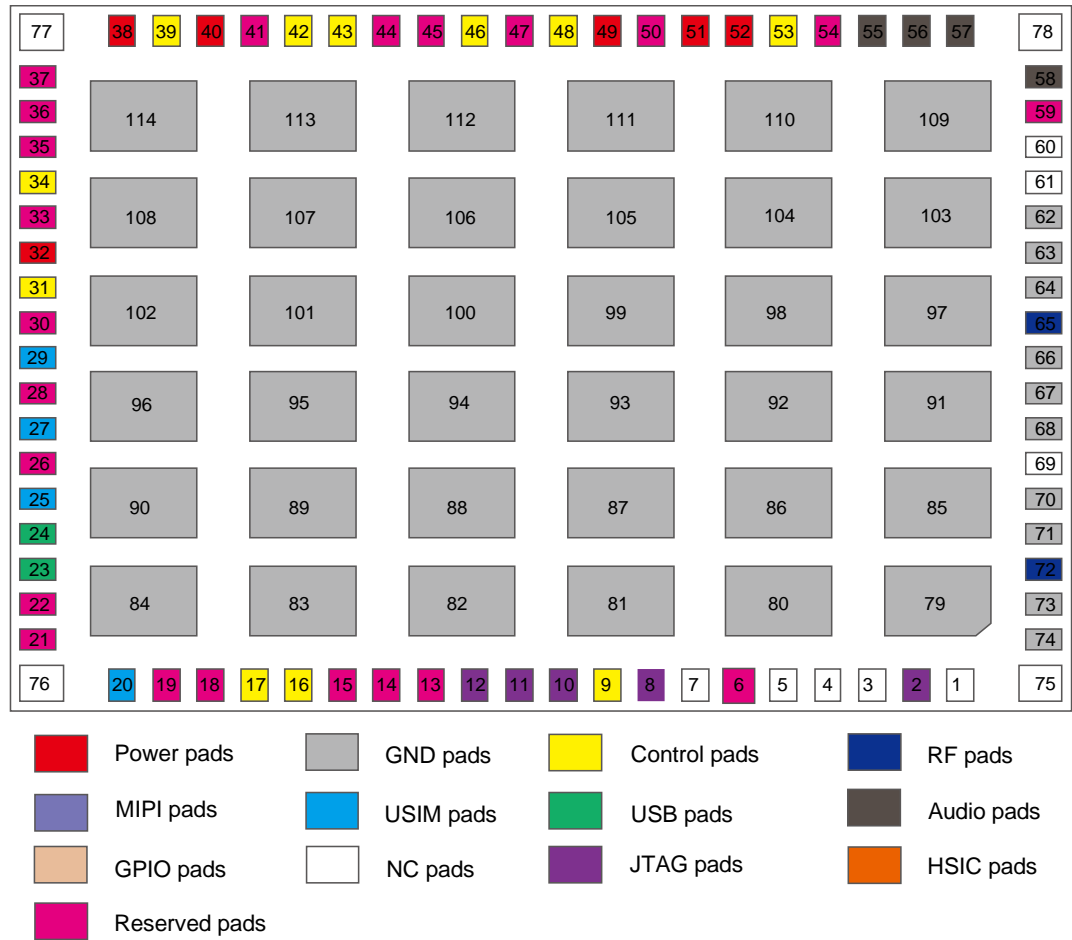 77 38 39 40 41 42 43 44 45 46 47 48 49 50 51 52 53 54 55 56 57 78
37 58
36 114 113 112 111 110 109 59
35 60
34 61
33 108 107 106 105 104 103 62
32 63
31 64
30 102 101 100 99 98 97 65
29 66
28 96 95 94 93 92 91 67
27 68
26 69
25 90 89 88 87 86 85 70
24 71
23 72
22 84 83 82 81 80 79 73
21 74
76 20 19 18 17 16 15 14 13 12 11 10 9 8 7 6 5 4 3 2 1 75
Power pads GND pads Control pads RF pads
MIPI pads USIM pads USB pads Audio pads
GPIO pads NC pads JTAG pads HSIC pads
Reserved pads